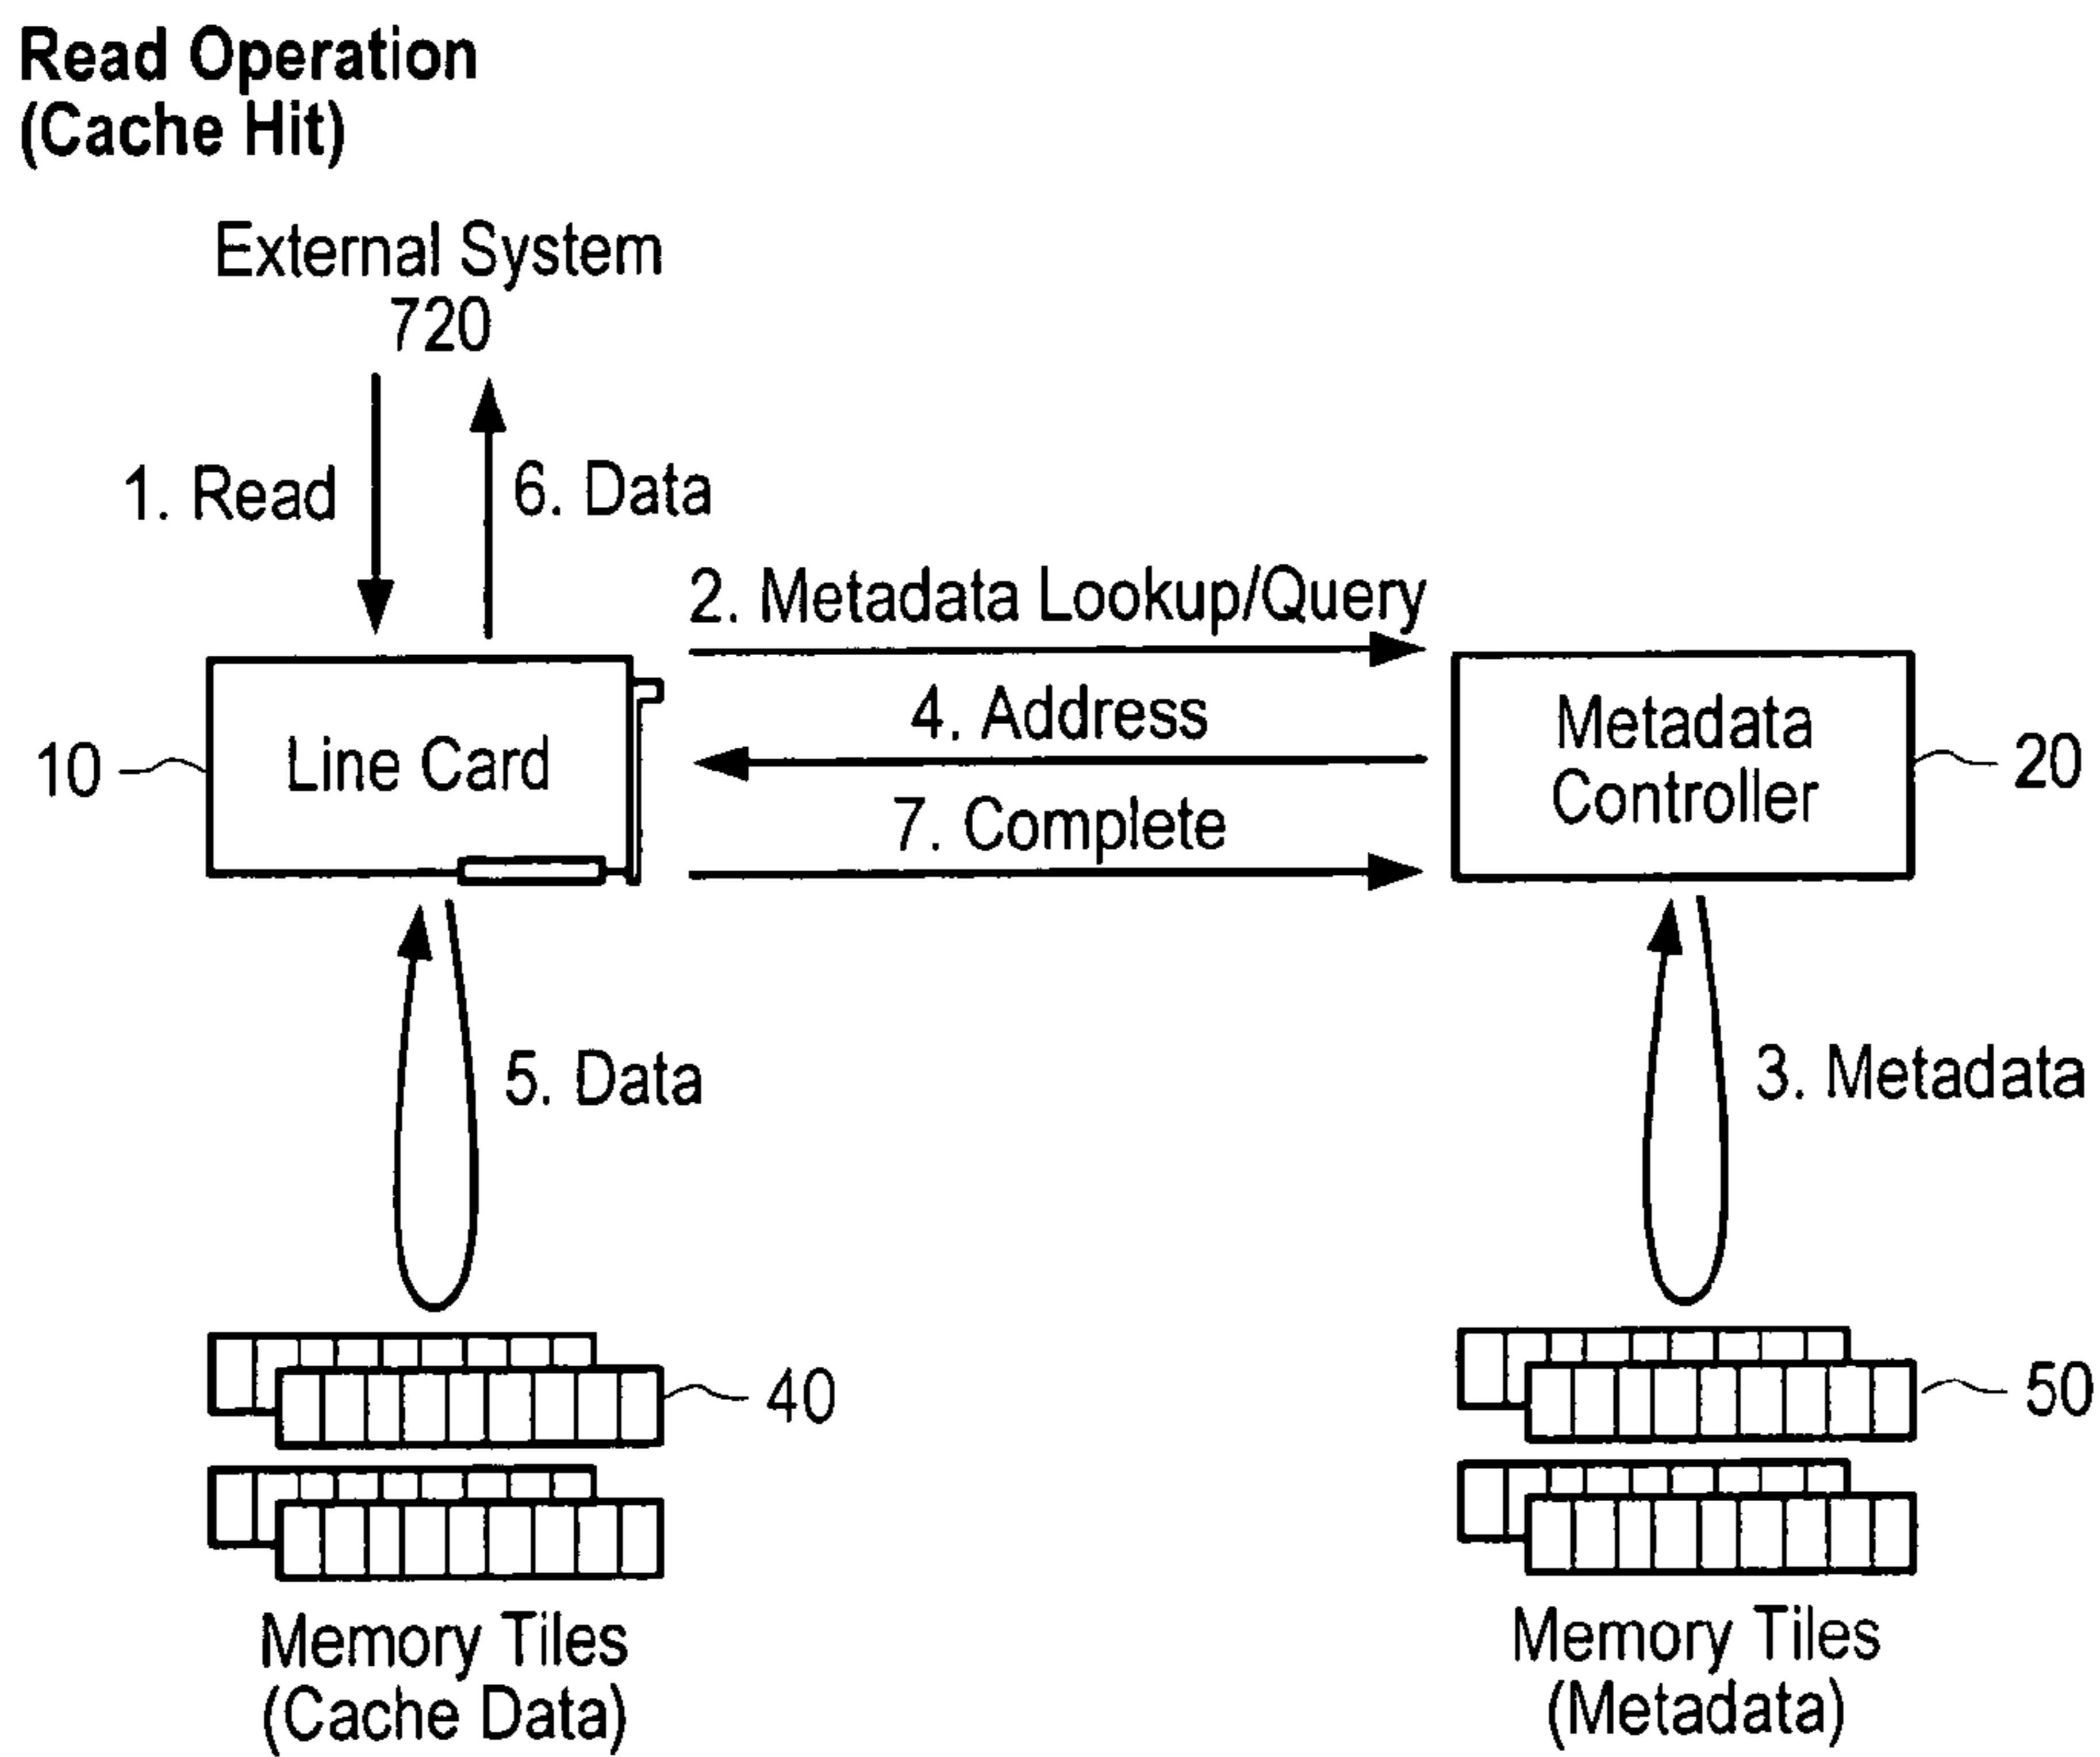 Read Operation
(Cache Hit)
External System
720
1. Read
6. Data
2. Metadata Lookup/Query
4. Address
7. Complete
10
Line Card
Metadata
Controller
20
5. Data
3. Metadata
40
50
Memory Tiles
(Cache Data)
Memory Tiles
(Metadata)